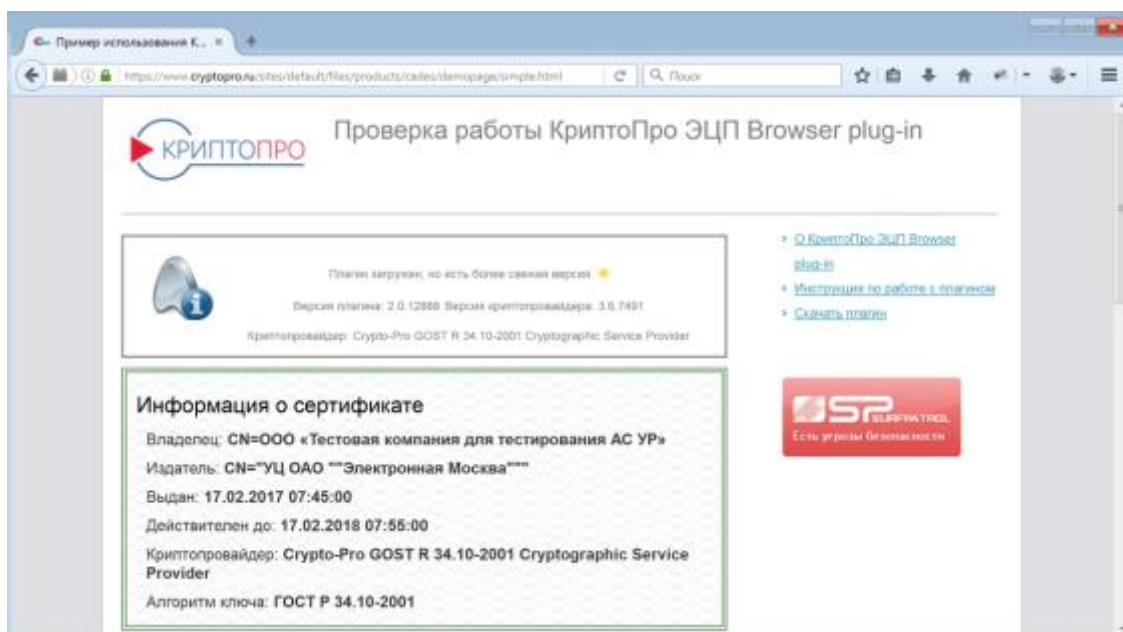 Пример использования К...
https://www.cryptopro.ru/sites/default/files/products/cades/demopage/simple.html
Поиск
КРИПТОПРО
Проверка работы КриптоПро ЭЦП Browser plug-in
Плагин загружен, но есть более свежая версия
Версия плагина: 2.0.12888 Версия криптопровайдера: 3.6.7491
Криптопровайдер: Crypto-Pro GOST R 34.10-2001 Cryptographic Service Provider
О КриптоПро ЭЦП Browser
plug-in
Инструкция по работе с плагином
Скачать плагин
Информация о сертификате
Владелец: CN=ООО «Тестовая компания для тестирования АС УР»
Издатель: CN="УЦ ОАО ""Электронная Москва"""
Выдан: 17.02.2017 07:45:00
Действителен до: 17.02.2018 07:55:00
Криптопровайдер: Crypto-Pro GOST R 34.10-2001 Cryptographic Service
Provider
Алгоритм ключа: ГОСТ Р 34.10-2001
SP SURFPATROL
Есть угрозы безопасности